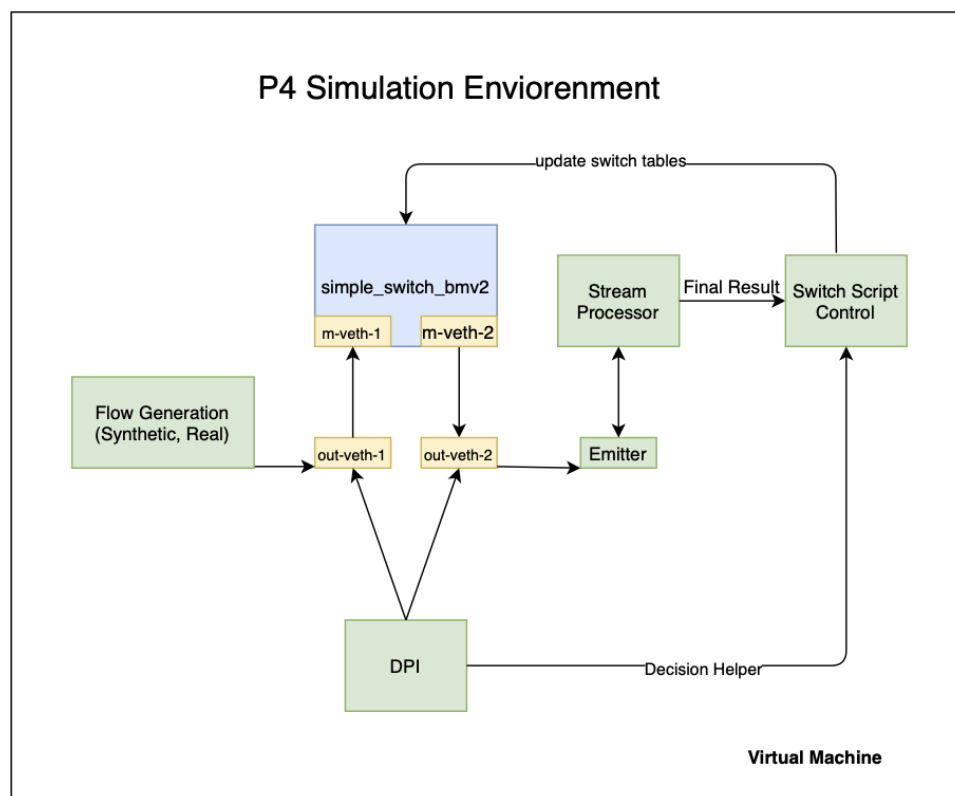 P4 Simulation Enviorenment
update switch tables
simple_switch_bmv2
m-veth-1
m-veth-2
Stream
Processor
Final Result
Switch Script
Control
Flow Generation
(Synthetic, Real)
out-veth-1
out-veth-2
Emitter
DPI
Decision Helper
Virtual Machine